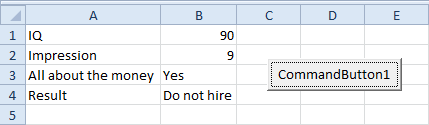 A B C D E
1 IQ 90
2 Impression 9
3 All about the money Yes
CommandButton1
4 Result Do not hire
5